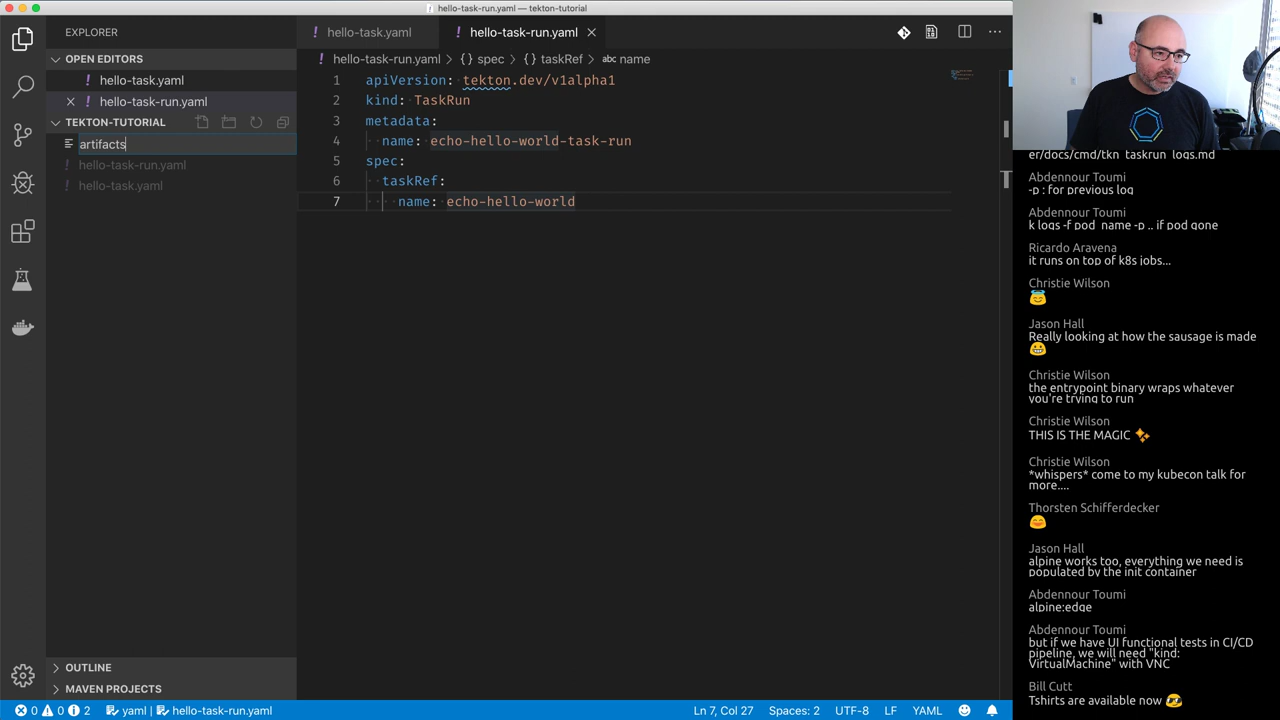 hello-task-run.yaml — tekton-tutorial
EXPLORER
OPEN EDITORS
! hello-task.yaml
× ! hello-task-run.yaml
TEKTON-TUTORIAL
artifacts
! hello-task-run.yaml
! hello-task.yaml
OUTLINE
MAVEN PROJECTS
! hello-task.yaml
! hello-task-run.yaml ×
! hello-task-run.yaml > {} spec > {} taskRef > abc name
1 apiVersion: tekton.dev/v1alpha1
2 kind: TaskRun
3 metadata:
4 name: echo-hello-world-task-run
5 spec:
6 taskRef:
7 name: echo-hello-world
er/docs/cmd/tkn_taskrun_logs.md
Abdennour Toumi
-p : for previous log
Abdennour Toumi
k logs -f pod_name -p .. if pod gone
Ricardo Aravena
it runs on top of k8s jobs...
Christie Wilson
😇
Jason Hall
Really looking at how the sausage is made
😀
Christie Wilson
the entrypoint binary wraps whatever
you're trying to run
Christie Wilson
THIS IS THE MAGIC ✨
Christie Wilson
*whispers* come to my kubecon talk for
more....
Thorsten Schifferdecker
😊
Jason Hall
alpine works too, everything we need is
populated by the init container
Abdennour Toumi
alpine:edge
Abdennour Toumi
but if we have UI functional tests in CI/CD
pipeline, we will need "kind:
VirtualMachine" with VNC
Bill Cutt
Tshirts are available now 😎
0 0 2 yaml | hello-task-run.yaml
Ln 7, Col 27 Spaces: 2 UTF-8 LF YAML